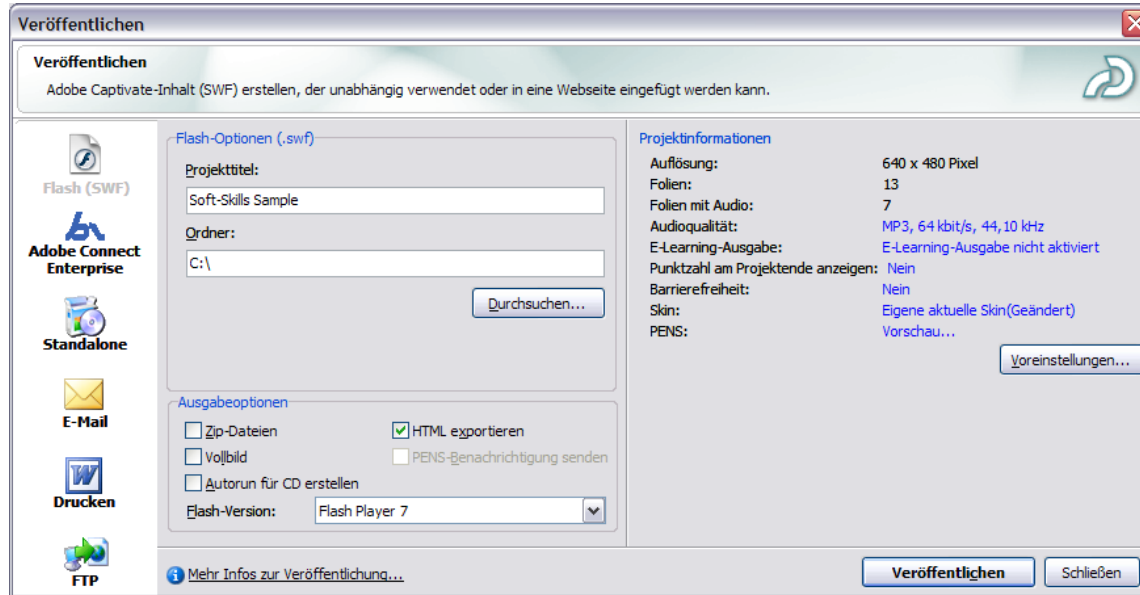 Veröffentlichen
Veröffentlichen
Adobe Captivate-Inhalt (SWF) erstellen, der unabhängig verwendet oder in eine Webseite eingefügt werden kann.
Flash (SWF)
Adobe Connect
Enterprise
Standalone
E-Mail
Drucken
FTP
Flash-Optionen (.swf)
Projekttitel:
Soft-Skills Sample
Ordner:
C:\
Durchsuchen...
Ausgabeoptionen
Zip-Dateien
HTML exportieren
Vollbild
PENS-Benachrichtigung senden
Autorun für CD erstellen
Flash-Version: Flash Player 7
Projektinformationen
Auflösung: 640 x 480 Pixel
Folien: 13
Folien mit Audio: 7
Audioqualität: MP3, 64 kbit/s, 44,10 kHz
E-Learning-Ausgabe: E-Learning-Ausgabe nicht aktiviert
Punktzahl am Projektende anzeigen: Nein
Barrierefreiheit: Nein
Skin: Eigene aktuelle Skin(Geändert)
PENS: Vorschau...
Voreinstellungen...
Mehr Infos zur Veröffentlichung...
Veröffentlichen
Schließen